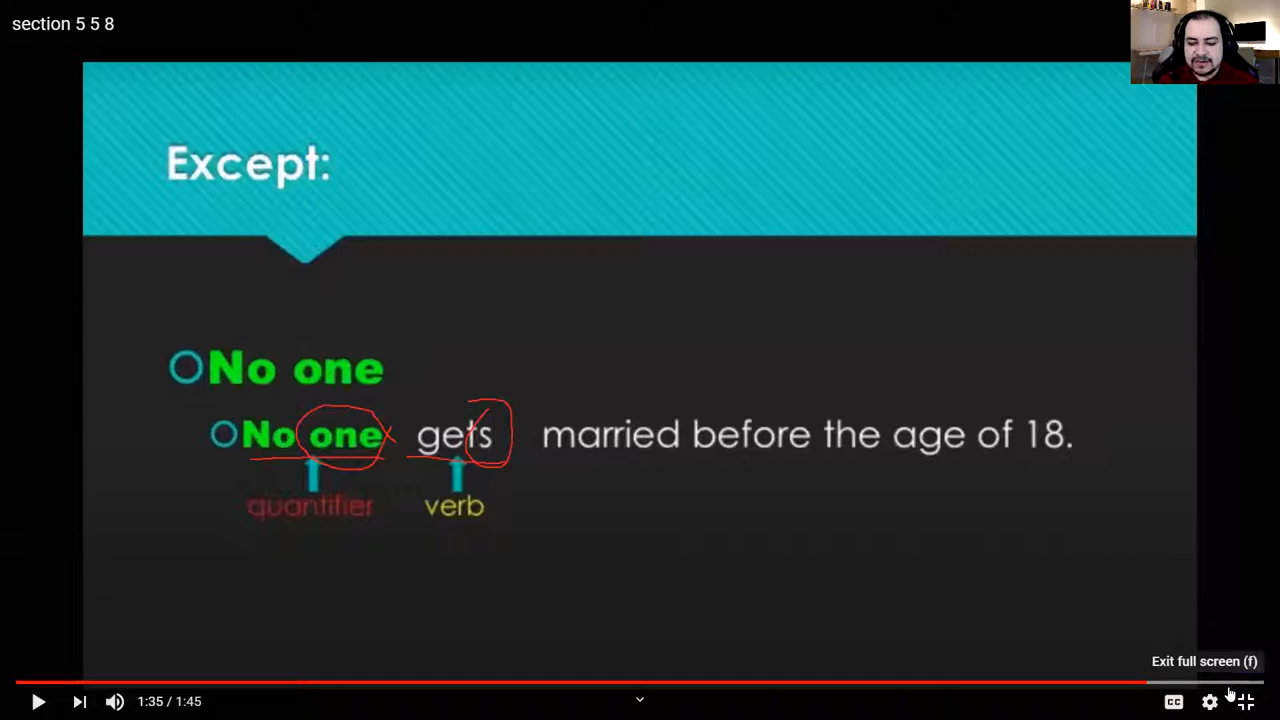 section 5 5 8
Except:
No one
No one gets married before the age of 18.
quantifier verb
Exit full screen (f)
1:35 / 1:45
CC